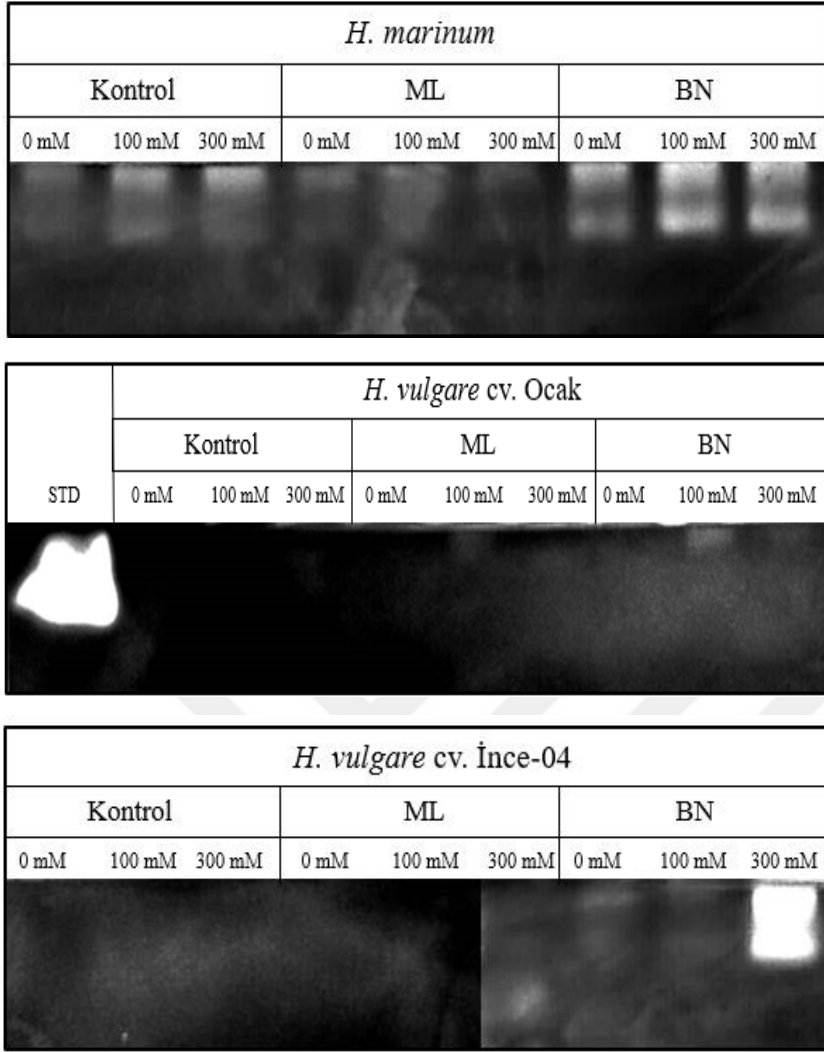 H. marinum
Kontrol ML BN
0 mM 100 mM 300 mM 0 mM 100 mM 300 mM 0 mM 100 mM 300 mM
H. vulgare cv. Ocak
Kontrol ML BN
STD 0 mM 100 mM 300 mM 0 mM 100 mM 300 mM 0 mM 100 mM 300 mM
H. vulgare cv. İnce-04
Kontrol ML BN
0 mM 100 mM 300 mM 0 mM 100 mM 300 mM 0 mM 100 mM 300 mM